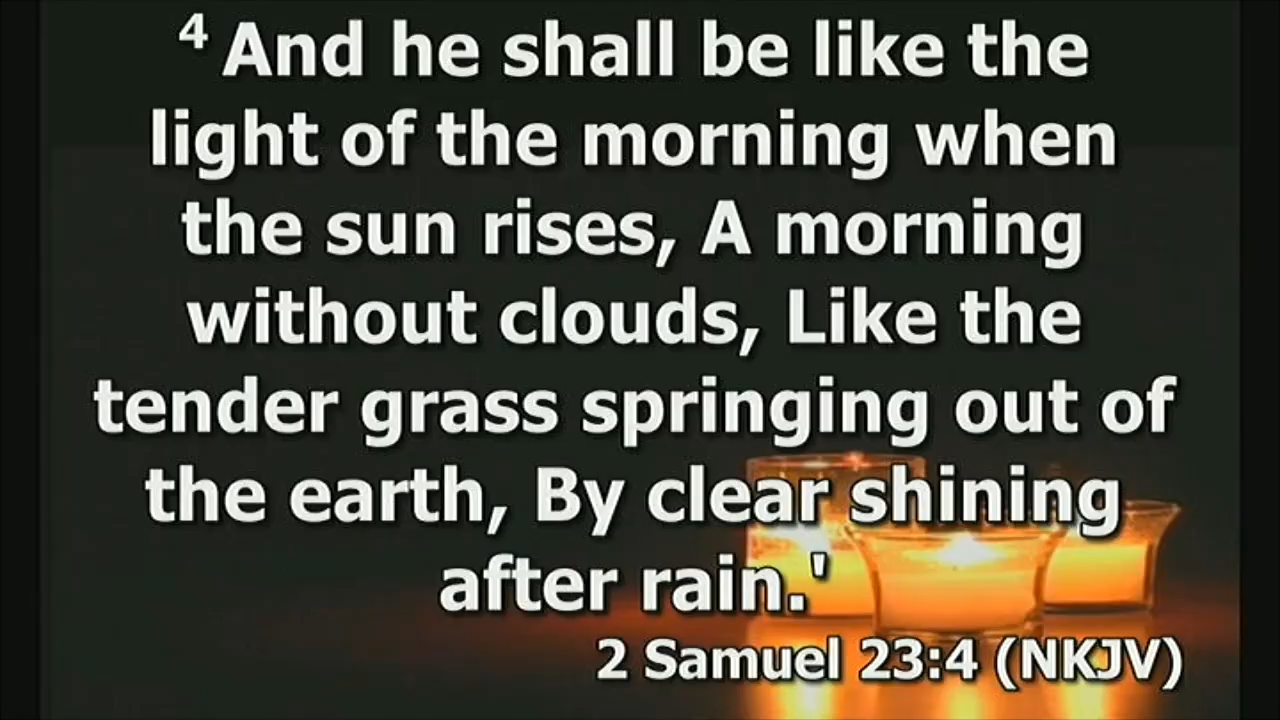 4 And he shall be like the
light of the morning when
the sun rises, A morning
without clouds, Like the
tender grass springing out of
the earth, By clear shining
after rain.'
2 Samuel 23:4 (NKJV)